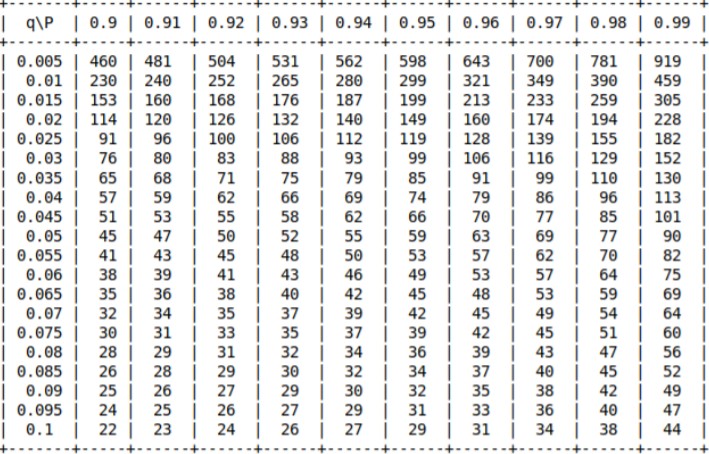 +-------+-----+------+------+------+------+------+------+------+------+------+
| q\P | 0.9 | 0.91 | 0.92 | 0.93 | 0.94 | 0.95 | 0.96 | 0.97 | 0.98 | 0.99 |
+-------+-----+------+------+------+------+------+------+------+------+------+
| 0.005 | 460 | 481 | 504 | 531 | 562 | 598 | 643 | 700 | 781 | 919 |
| 0.01 | 230 | 240 | 252 | 265 | 280 | 299 | 321 | 349 | 390 | 459 |
| 0.015 | 153 | 160 | 168 | 176 | 187 | 199 | 213 | 233 | 259 | 305 |
| 0.02 | 114 | 120 | 126 | 132 | 140 | 149 | 160 | 174 | 194 | 228 |
| 0.025 | 91 | 96 | 100 | 106 | 112 | 119 | 128 | 139 | 155 | 182 |
| 0.03 | 76 | 80 | 83 | 88 | 93 | 99 | 106 | 116 | 129 | 152 |
| 0.035 | 65 | 68 | 71 | 75 | 79 | 85 | 91 | 99 | 110 | 130 |
| 0.04 | 57 | 59 | 62 | 66 | 69 | 74 | 79 | 86 | 96 | 113 |
| 0.045 | 51 | 53 | 55 | 58 | 62 | 66 | 70 | 77 | 85 | 101 |
| 0.05 | 45 | 47 | 50 | 52 | 55 | 59 | 63 | 69 | 77 | 90 |
| 0.055 | 41 | 43 | 45 | 48 | 50 | 53 | 57 | 62 | 70 | 82 |
| 0.06 | 38 | 39 | 41 | 43 | 46 | 49 | 53 | 57 | 64 | 75 |
| 0.065 | 35 | 36 | 38 | 40 | 42 | 45 | 48 | 53 | 59 | 69 |
| 0.07 | 32 | 34 | 35 | 37 | 39 | 42 | 45 | 49 | 54 | 64 |
| 0.075 | 30 | 31 | 33 | 35 | 37 | 39 | 42 | 45 | 51 | 60 |
| 0.08 | 28 | 29 | 31 | 32 | 34 | 36 | 39 | 43 | 47 | 56 |
| 0.085 | 26 | 28 | 29 | 30 | 32 | 34 | 37 | 40 | 45 | 52 |
| 0.09 | 25 | 26 | 27 | 29 | 30 | 32 | 35 | 38 | 42 | 49 |
| 0.095 | 24 | 25 | 26 | 27 | 29 | 31 | 33 | 36 | 40 | 47 |
| 0.1 | 22 | 23 | 24 | 26 | 27 | 29 | 31 | 34 | 38 | 44 |
+-------+-----+------+------+------+------+------+------+------+------+------+